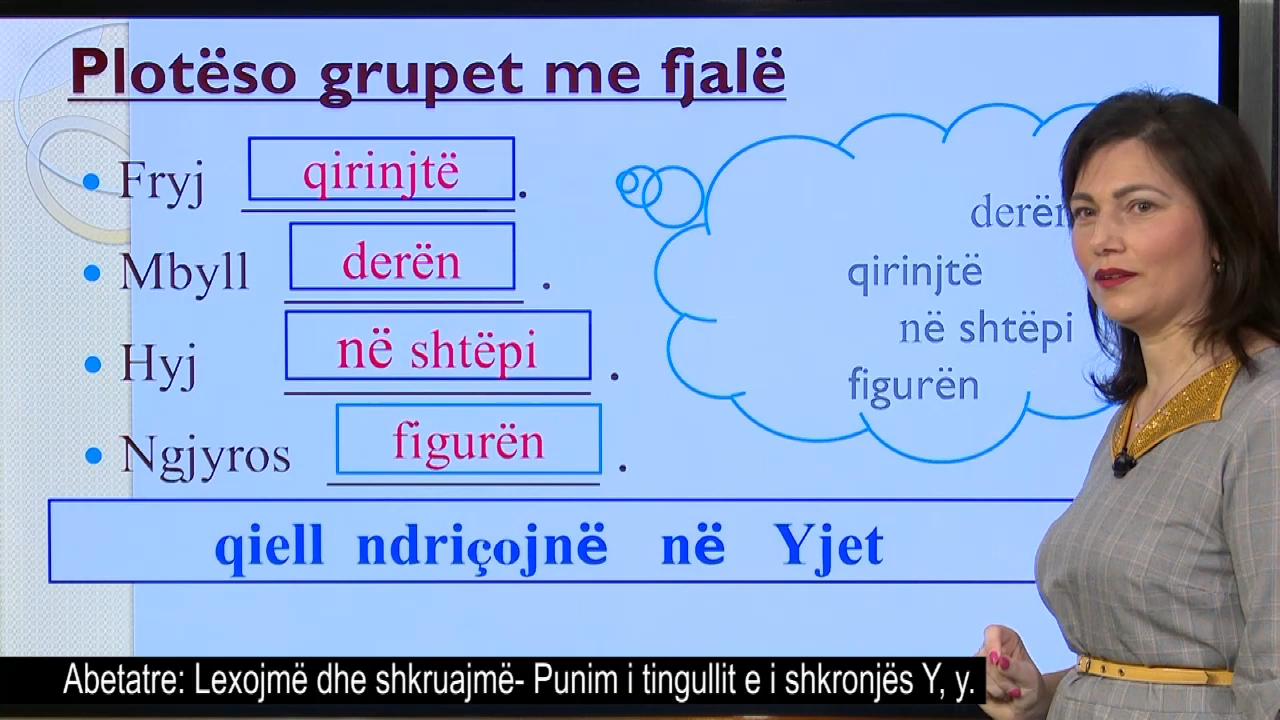 Plotëso grupet me fjalë
• Fryj qirinjtë.
• Mbyll derën.
• Hyj në shtëpi.
• Ngjyros figurën.
qirinjtë
në shtëpi
figurën
qiell ndriçojnë në Yjet
Abetatre: Lexojmë dhe shkruajmë- Punim i tingullit e i shkronjës Y, y.